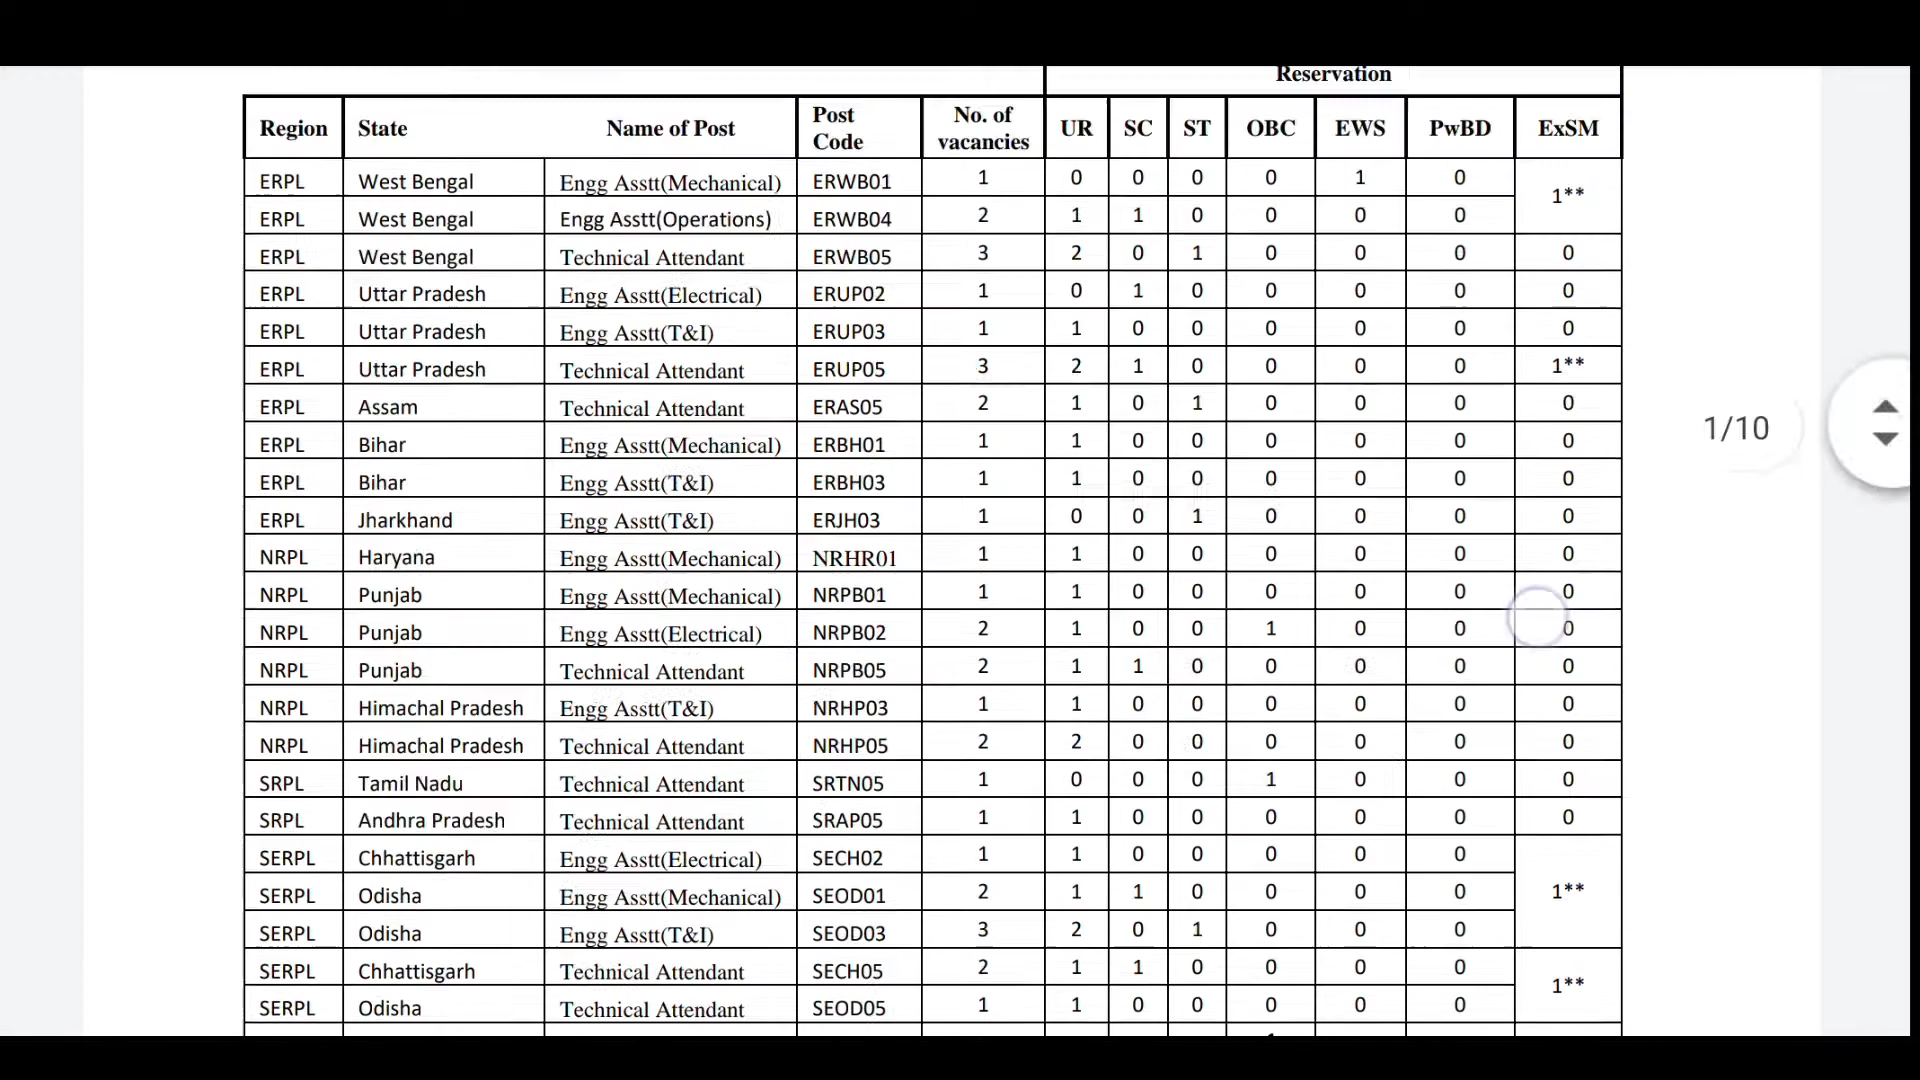 Reservation
Region State Name of Post Post Code No. of vacancies UR SC ST OBC EWS PwBD ExSM
ERPL West Bengal Engg Asstt(Mechanical) ERWB01 1 0 0 0 0 1 0 1**
ERPL West Bengal Engg Asstt(Operations) ERWB04 2 1 1 0 0 0 0
ERPL West Bengal Technical Attendant ERWB05 3 2 0 1 0 0 0 0
ERPL Uttar Pradesh Engg Asstt(Electrical) ERUP02 1 0 1 0 0 0 0 0
ERPL Uttar Pradesh Engg Asstt(T&I) ERUP03 1 1 0 0 0 0 0 0
ERPL Uttar Pradesh Technical Attendant ERUP05 3 2 1 0 0 0 0 1**
ERPL Assam Technical Attendant ERAS05 2 1 0 1 0 0 0 0
ERPL Bihar Engg Asstt(Mechanical) ERBH01 1 1 0 0 0 0 0 0
1/10
ERPL Bihar Engg Asstt(T&I) ERBH03 1 1 0 0 0 0 0 0
ERPL Jharkhand Engg Asstt(T&I) ERJH03 1 0 0 1 0 0 0 0
NRPL Haryana Engg Asstt(Mechanical) NRHR01 1 1 0 0 0 0 0 0
NRPL Punjab Engg Asstt(Mechanical) NRPB01 1 1 0 0 0 0 0 0
NRPL Punjab Engg Asstt(Electrical) NRPB02 2 1 0 0 1 0 0 0
NRPL Punjab Technical Attendant NRPB05 2 1 1 0 0 0 0 0
NRPL Himachal Pradesh Engg Asstt(T&I) NRHP03 1 1 0 0 0 0 0 0
NRPL Himachal Pradesh Technical Attendant NRHP05 2 2 0 0 0 0 0 0
SRPL Tamil Nadu Technical Attendant SRTN05 1 0 0 0 1 0 0 0
SRPL Andhra Pradesh Technical Attendant SRAP05 1 1 0 0 0 0 0 0
SERPL Chhattisgarh Engg Asstt(Electrical) SECH02 1 1 0 0 0 0 0
SERPL Odisha Engg Asstt(Mechanical) SEOD01 2 1 1 0 0 0 0 1**
SERPL Odisha Engg Asstt(T&I) SEOD03 3 2 0 1 0 0 0
SERPL Chhattisgarh Technical Attendant SECH05 2 1 1 0 0 0 0 1**
SERPL Odisha Technical Attendant SEOD05 1 1 0 0 0 0 0